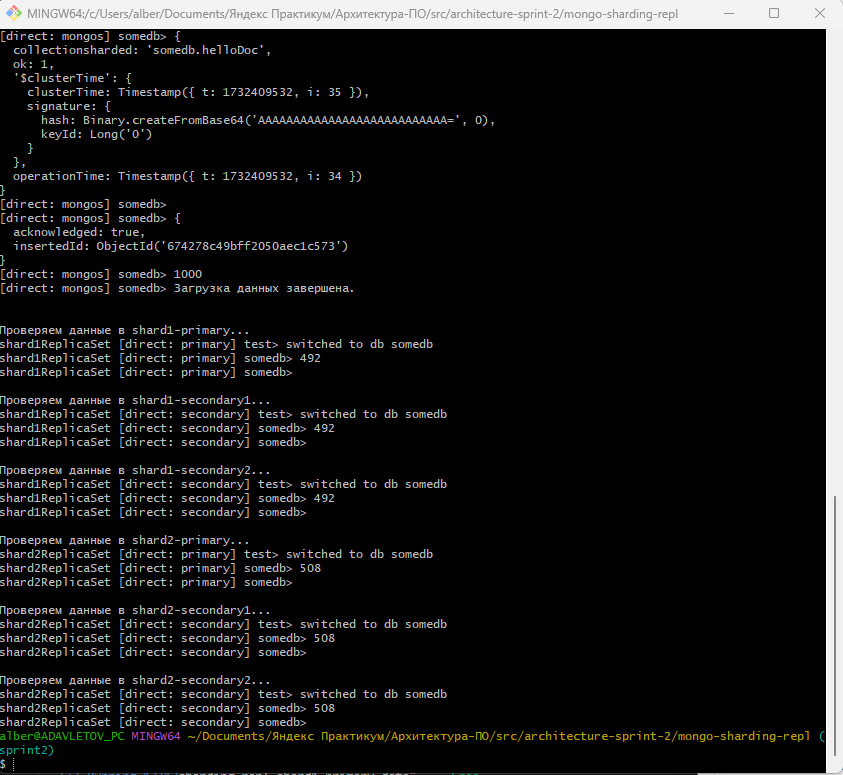 MINGW64:/c/Users/alber/Documents/Яндекс Практикум/Архитектура-ПО/src/architecture-sprint-2/mongo-sharding-repl
[direct: mongos] somedb> {
  collectionsharded: 'somedb.helloDoc',
  ok: 1,
  '$clusterTime': {
    clusterTime: Timestamp({ t: 1732409532, i: 35 }),
    signature: {
      hash: Binary.createFromBase64('AAAAAAAAAAAAAAAAAAAAAAAAAAA=', 0),
      keyId: Long('0')
    }
  },
  operationTime: Timestamp({ t: 1732409532, i: 34 })
}
[direct: mongos] somedb>
[direct: mongos] somedb> {
  acknowledged: true,
  insertedId: ObjectId('674278c49bff2050aec1c573')
}
[direct: mongos] somedb> 1000
[direct: mongos] somedb> Загрузка данных завершена.
Проверяем данные в shard1-primary...
shard1ReplicaSet [direct: primary] test> switched to db somedb
shard1ReplicaSet [direct: primary] somedb> 492
shard1ReplicaSet [direct: primary] somedb>
Проверяем данные в shard1-secondary1...
shard1ReplicaSet [direct: secondary] test> switched to db somedb
shard1ReplicaSet [direct: secondary] somedb> 492
shard1ReplicaSet [direct: secondary] somedb>
Проверяем данные в shard1-secondary2...
shard1ReplicaSet [direct: secondary] test> switched to db somedb
shard1ReplicaSet [direct: secondary] somedb> 492
shard1ReplicaSet [direct: secondary] somedb>
Проверяем данные в shard2-primary...
shard2ReplicaSet [direct: primary] test> switched to db somedb
shard2ReplicaSet [direct: primary] somedb> 508
shard2ReplicaSet [direct: primary] somedb>
Проверяем данные в shard2-secondary1...
shard2ReplicaSet [direct: secondary] test> switched to db somedb
shard2ReplicaSet [direct: secondary] somedb> 508
shard2ReplicaSet [direct: secondary] somedb>
Проверяем данные в shard2-secondary2...
shard2ReplicaSet [direct: secondary] test> switched to db somedb
shard2ReplicaSet [direct: secondary] somedb> 508
shard2ReplicaSet [direct: secondary] somedb>
alber@ADAVLETOV_PC MINGW64 ~/Documents/Яндекс Практикум/Архитектура-ПО/src/architecture-sprint-2/mongo-sharding-repl (
sprint2)
$